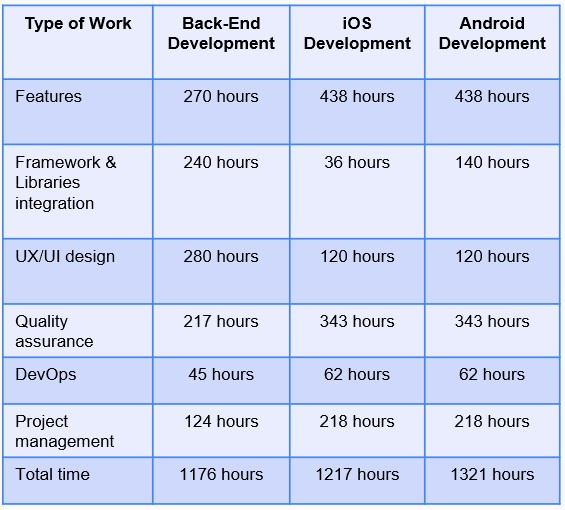 Type of Work Back-End Development iOS Development Android Development
Features 270 hours 438 hours 438 hours
Framework & Libraries integration 240 hours 36 hours 140 hours
UX/UI design 280 hours 120 hours 120 hours
Quality assurance 217 hours 343 hours 343 hours
DevOps 45 hours 62 hours 62 hours
Project management 124 hours 218 hours 218 hours
Total time 1176 hours 1217 hours 1321 hours